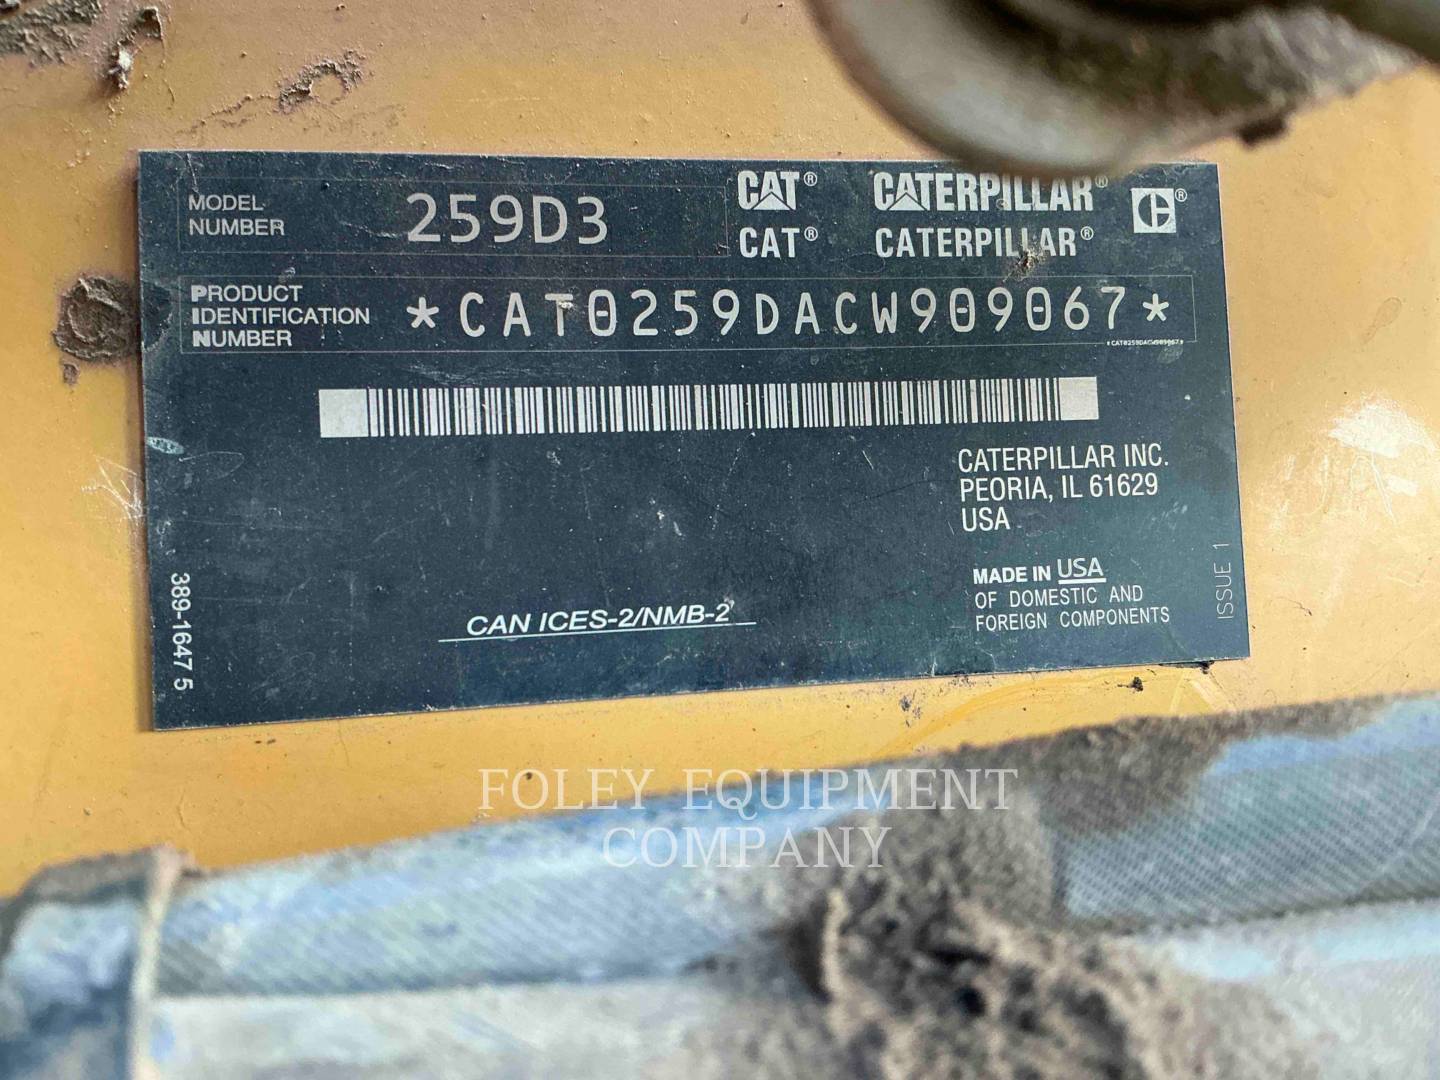 MODEL
NUMBER
259D3
CAT® CATERPILLAR® C®
CAT® CATERPILLAR®
PRODUCT
IDENTIFICATION
NUMBER
*CAT0259DACW909067*
*CAT0259DACW909067*
CATERPILLAR INC.
PEORIA, IL 61629
USA
MADE IN USA
OF DOMESTIC AND
FOREIGN COMPONENTS
ISSUE 1
CAN ICES-2/NMB-2
389-1647 5
FOLEY EQUIPMENT
COMPANY